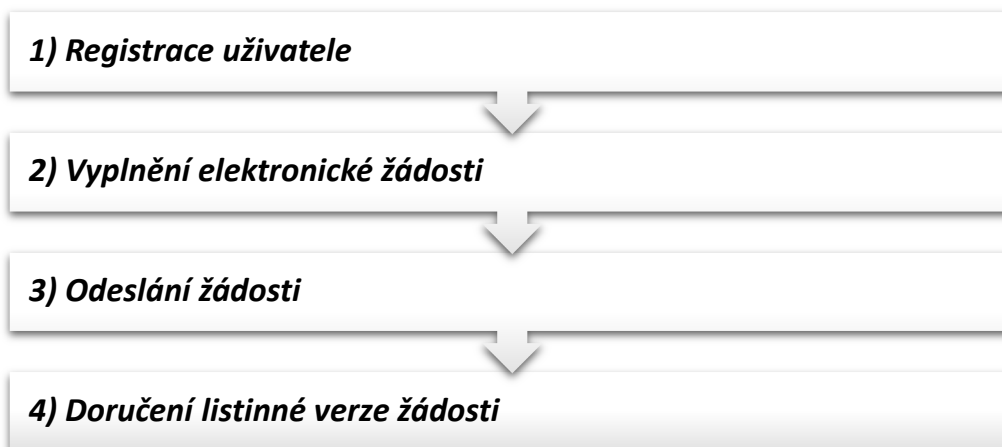 1) Registrace uživatele
2) Vyplnění elektronické žádosti
3) Odeslání žádosti
4) Doručení listinné verze žádosti